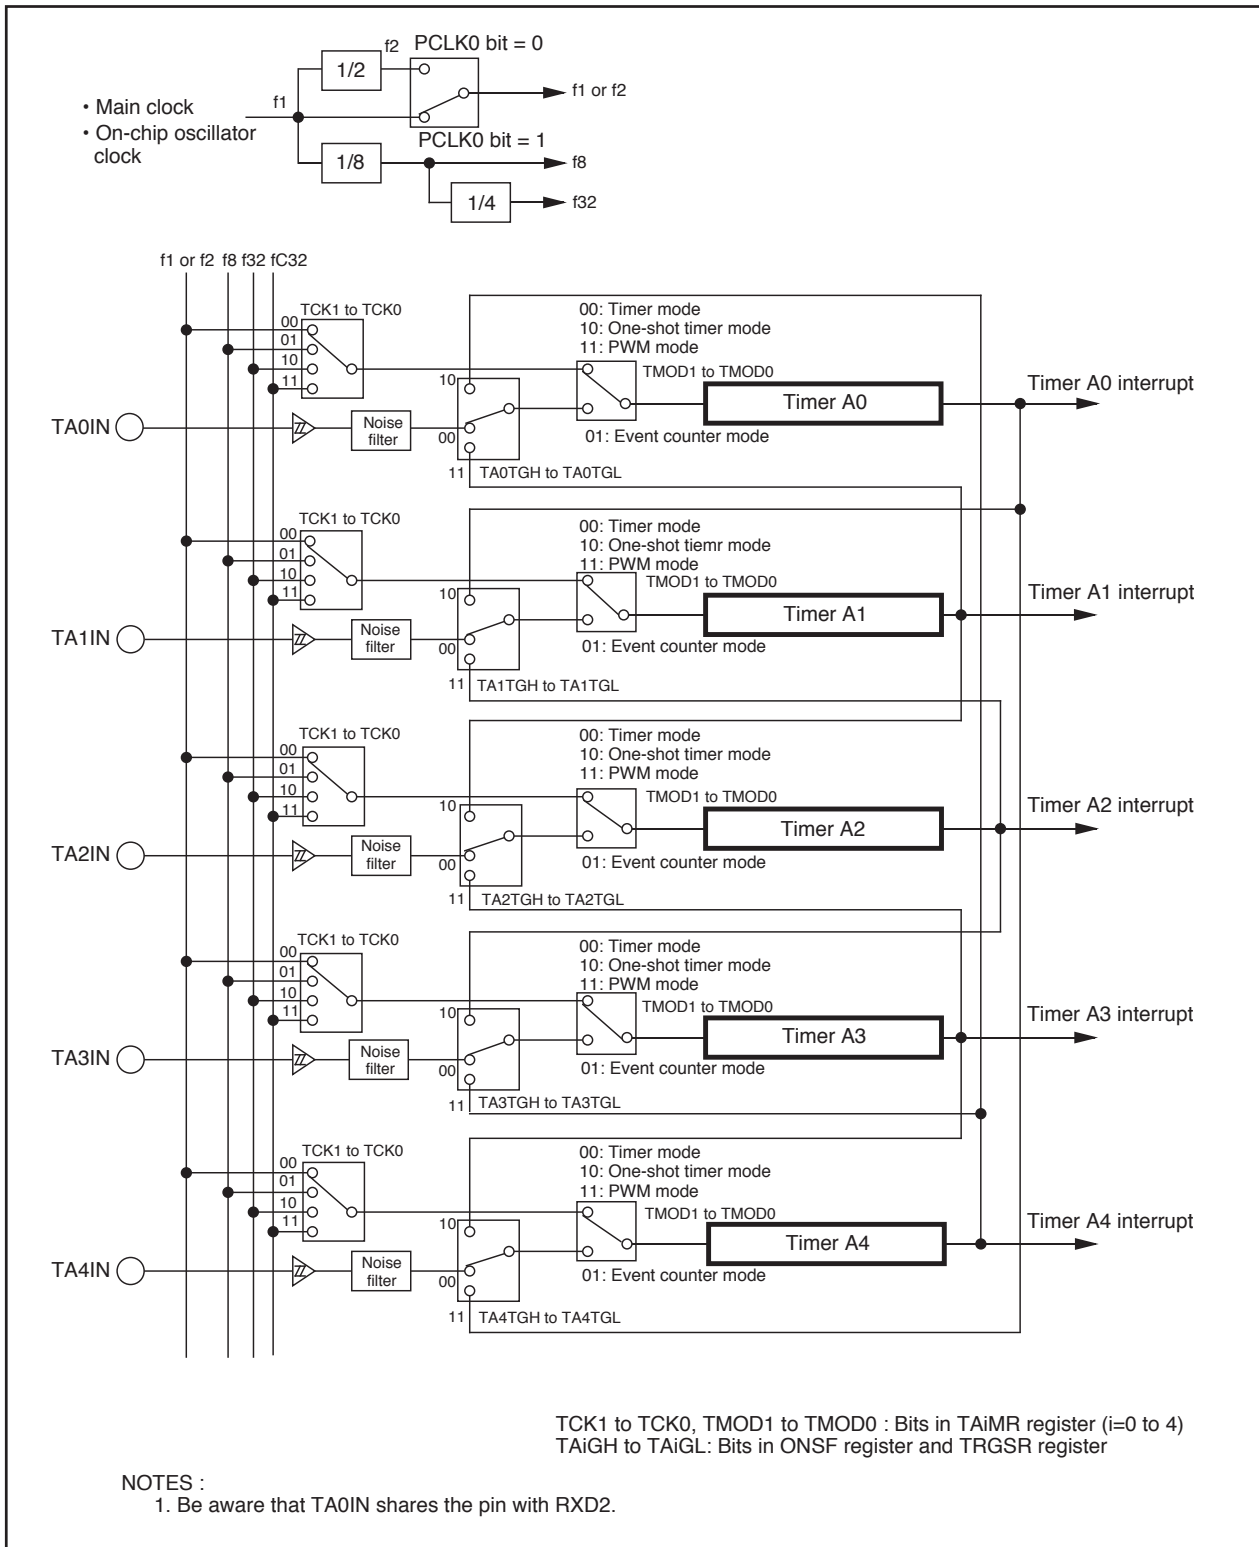 f2 PCLK0 bit = 0
1/2
f1
f1 or f2
• Main clock
• On-chip oscillator
clock
PCLK0 bit = 1
1/8
f8
1/4
f32
f1 or f2 f8 f32 fC32
TCK1 to TCK0
00
01
10
11
00: Timer mode
10: One-shot timer mode
11: PWM mode
TMOD1 to TMOD0
10
Timer A0
Timer A0 interrupt
TA0IN
Noise
filter
00
01: Event counter mode
11 TA0TGH to TA0TGL
TCK1 to TCK0
00
01
10
11
00: Timer mode
10: One-shot tiemr mode
11: PWM mode
TMOD1 to TMOD0
10
Timer A1
Timer A1 interrupt
TA1IN
Noise
filter
00
01: Event counter mode
11 TA1TGH to TA1TGL
TCK1 to TCK0
00
01
10
11
00: Timer mode
10: One-shot timer mode
11: PWM mode
TMOD1 to TMOD0
10
Timer A2
Timer A2 interrupt
TA2IN
Noise
filter
00
01: Event counter mode
11 TA2TGH to TA2TGL
TCK1 to TCK0
00
01
10
11
00: Timer mode
10: One-shot timer mode
11: PWM mode
TMOD1 to TMOD0
10
Timer A3
Timer A3 interrupt
TA3IN
Noise
filter
00
01: Event counter mode
11 TA3TGH to TA3TGL
TCK1 to TCK0
00
01
10
11
00: Timer mode
10: One-shot timer mode
11: PWM mode
TMOD1 to TMOD0
10
Timer A4
Timer A4 interrupt
TA4IN
Noise
filter
00
01: Event counter mode
11 TA4TGH to TA4TGL
TCK1 to TCK0, TMOD1 to TMOD0 : Bits in TAiMR register (i=0 to 4)
TAiGH to TAiGL: Bits in ONSF register and TRGSR register
NOTES :
1. Be aware that TA0IN shares the pin with RXD2.